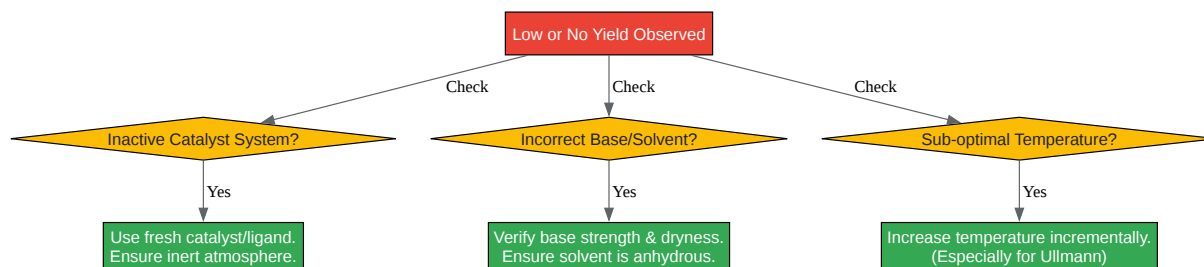 Low or No Yield Observed
Check
Check
Check
Inactive Catalyst System?
Incorrect Base/Solvent?
Sub-optimal Temperature?
Yes
Yes
Yes
Use fresh catalyst/ligand.
Ensure inert atmosphere.
Verify base strength & dryness.
Ensure solvent is anhydrous.
Increase temperature incrementally.
(Especially for Ullmann)